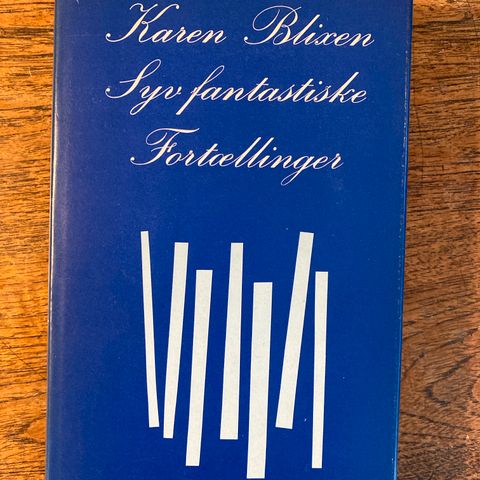 Karen Blixen
Syv fantastiske
Fortællinger